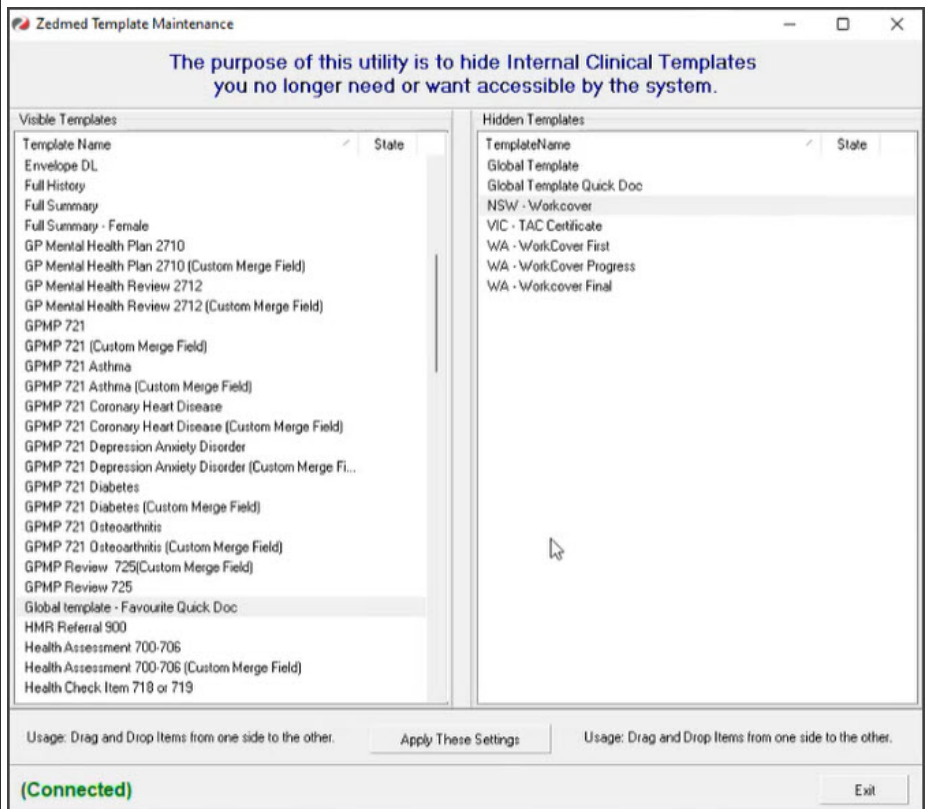 Zedmed Template Maintenance
The purpose of this utility is to hide Internal Clinical Templates
you no longer need or want accessible by the system.
Visible Templates
Template Name State
Envelope DL
Full History
Full Summary
Full Summary - Female
GP Mental Health Plan 2710
GP Mental Health Plan 2710 (Custom Merge Field)
GP Mental Health Review 2712
GP Mental Health Review 2712 (Custom Merge Field)
GPMP 721
GPMP 721 (Custom Merge Field)
GPMP 721 Asthma
GPMP 721 Asthma (Custom Merge Field)
GPMP 721 Coronary Heart Disease
GPMP 721 Coronary Heart Disease (Custom Merge Field)
GPMP 721 Depression Anxiety Disorder
GPMP 721 Depression Anxiety Disorder (Custom Merge Fi...
GPMP 721 Diabetes
GPMP 721 Diabetes (Custom Merge Field)
GPMP 721 Osteoarthritis
GPMP 721 Osteoarthritis (Custom Merge Field)
GPMP Review 725(Custom Merge Field)
GPMP Review 725
Global template - Favourite Quick Doc
HMR Referral 900
Health Assessment 700-706
Health Assessment 700-706 (Custom Merge Field)
Health Check Item 718 or 719
Hidden Templates
TemplateName State
Global Template
Global Template Quick Doc
NSW - Workcover
VIC - TAC Certificate
WA - WorkCover First
WA - WorkCover Progress
WA - Workcover Final
Usage: Drag and Drop Items from one side to the other.
Apply These Settings
Usage: Drag and Drop Items from one side to the other.
(Connected)
Exit